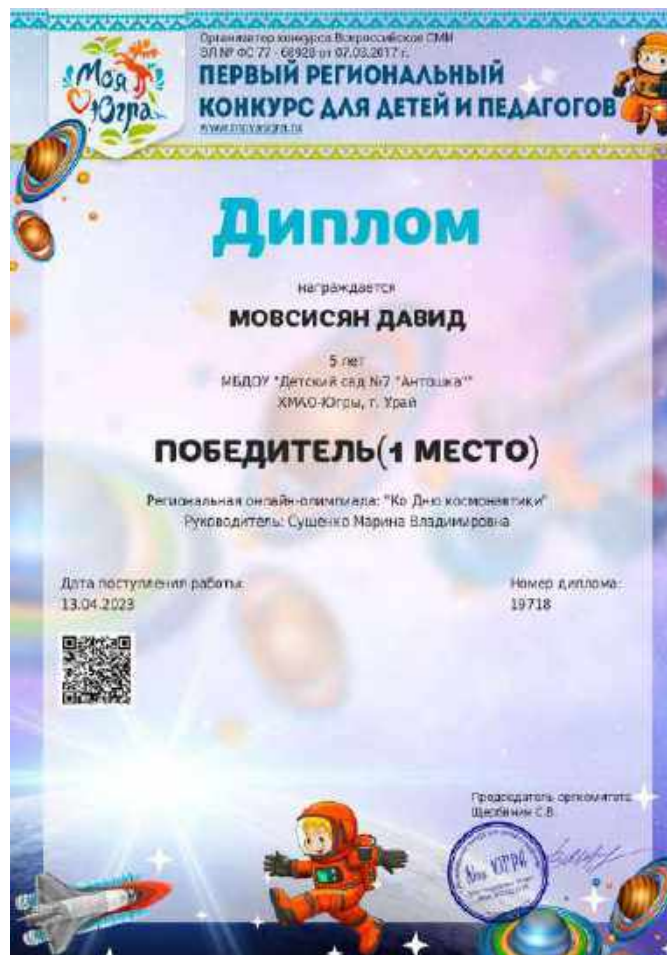 Организатор конкурса Всероссийское СМИ
ЭЛ № ФС 77 - 68928 от 07.03.2017 г.
ПЕРВЫЙ РЕГИОНАЛЬНЫЙ
КОНКУРС ДЛЯ ДЕТЕЙ И ПЕДАГОГОВ
Моя
Югра
Диплом
награждается
МОВСИСЯН ДАВИД
5 лет
МБДОУ "Детский сад №7 "Антошка""
ХМАО-Югры, г. Урай
ПОБЕДИТЕЛЬ(1 МЕСТО)
Региональная онлайн-олимпиада: "Ко Дню космонавтики"
Руководитель: Сушенко Марина Владимировна
Дата поступления работы:
13.04.2023
Номер диплома:
19718
Председатель оргкомитета
С.В.
Моя ЮГРА